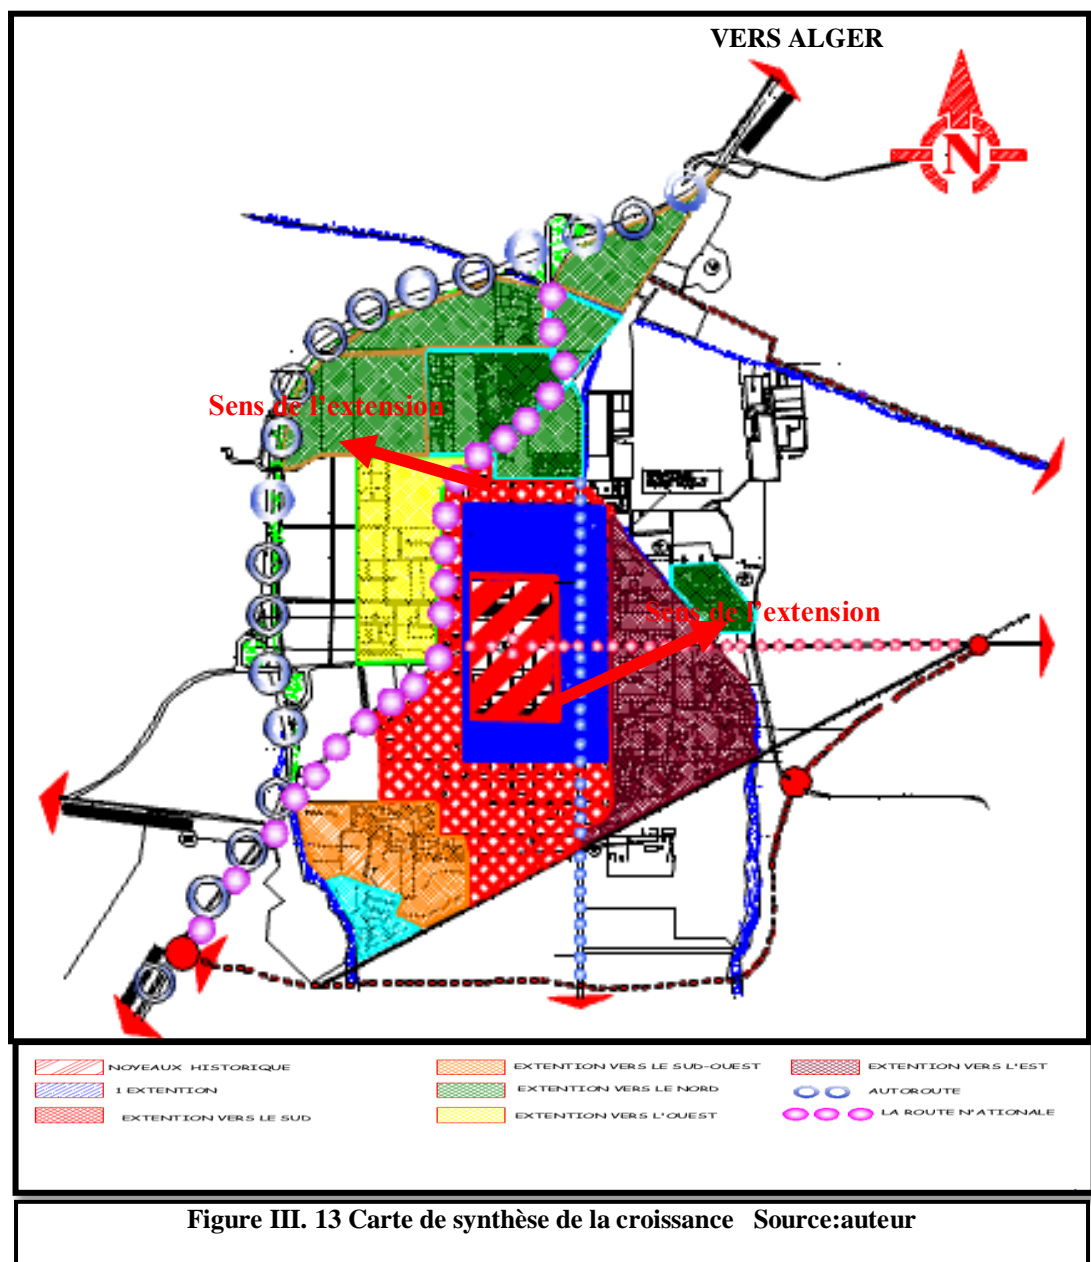 VERS ALGER
N
Sens de l'extension
Sens de l'extension
NOYEAUX HISTORIQUE
EXTENTION VERS LE SUD-OUEST
EXTENTION VERS L'EST
1 EXTENTION
EXTENTION VERS LE NORD
AUTOROUTE
EXTENTION VERS LE SUD
EXTENTION VERS L'OUEST
LA ROUTE N'ATIONALE
Figure III. 13 Carte de synthèse de la croissance Source:auteur